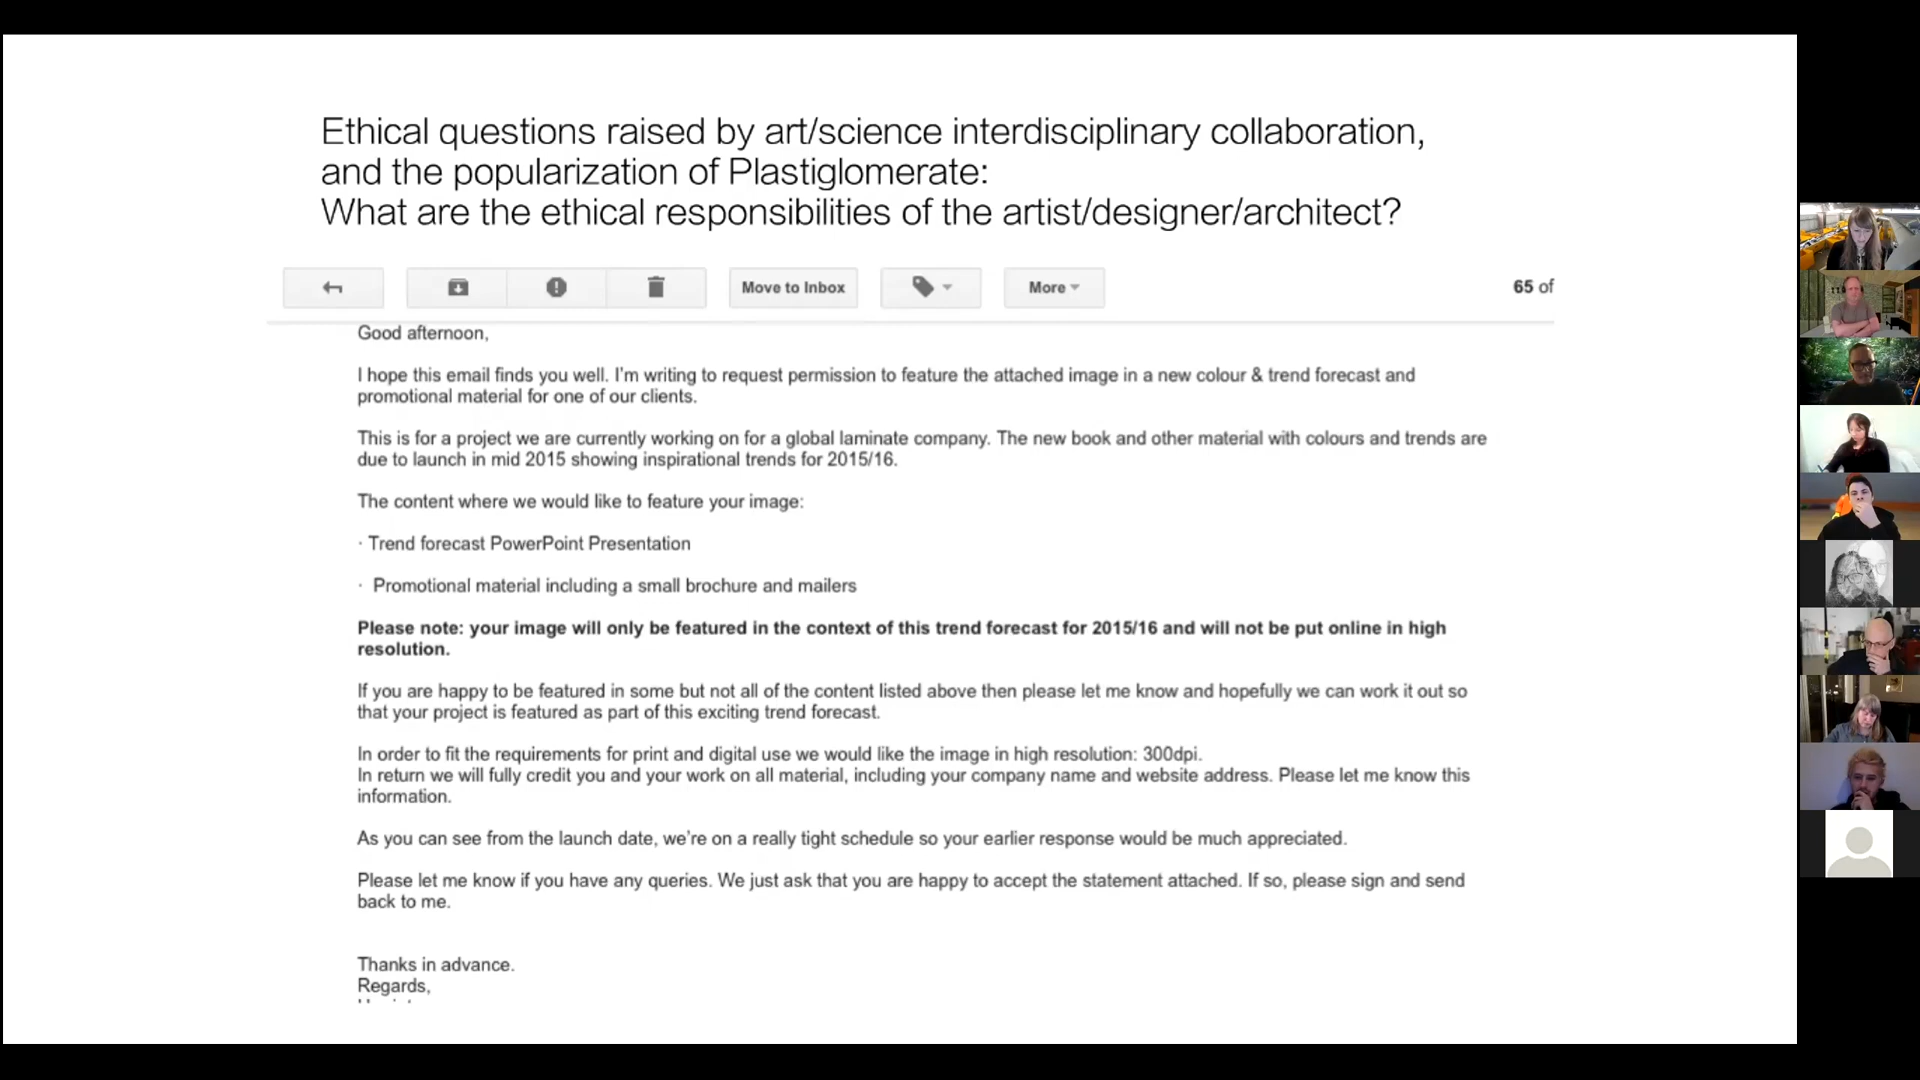 Ethical questions raised by art/science interdisciplinary collaboration,
and the popularization of Plastiglomerate:
What are the ethical responsibilities of the artist/designer/architect?
Move to Inbox
More
65 of
Good afternoon,
I hope this email finds you well. I'm writing to request permission to feature the attached image in a new colour & trend forecast and
promotional material for one of our clients.
This is for a project we are currently working on for a global laminate company. The new book and other material with colours and trends are
due to launch in mid 2015 showing inspirational trends for 2015/16.
The content where we would like to feature your image:
· Trend forecast PowerPoint Presentation
· Promotional material including a small brochure and mailers
Please note: your image will only be featured in the context of this trend forecast for 2015/16 and will not be put online in high
resolution.
If you are happy to be featured in some but not all of the content listed above then please let me know and hopefully we can work it out so
that your project is featured as part of this exciting trend forecast.
In order to fit the requirements for print and digital use we would like the image in high resolution: 300dpi.
In return we will fully credit you and your work on all material, including your company name and website address. Please let me know this
information.
As you can see from the launch date, we're on a really tight schedule so your earlier response would be much appreciated.
Please let me know if you have any queries. We just ask that you are happy to accept the statement attached. If so, please sign and send
back to me.
Thanks in advance.
Regards,